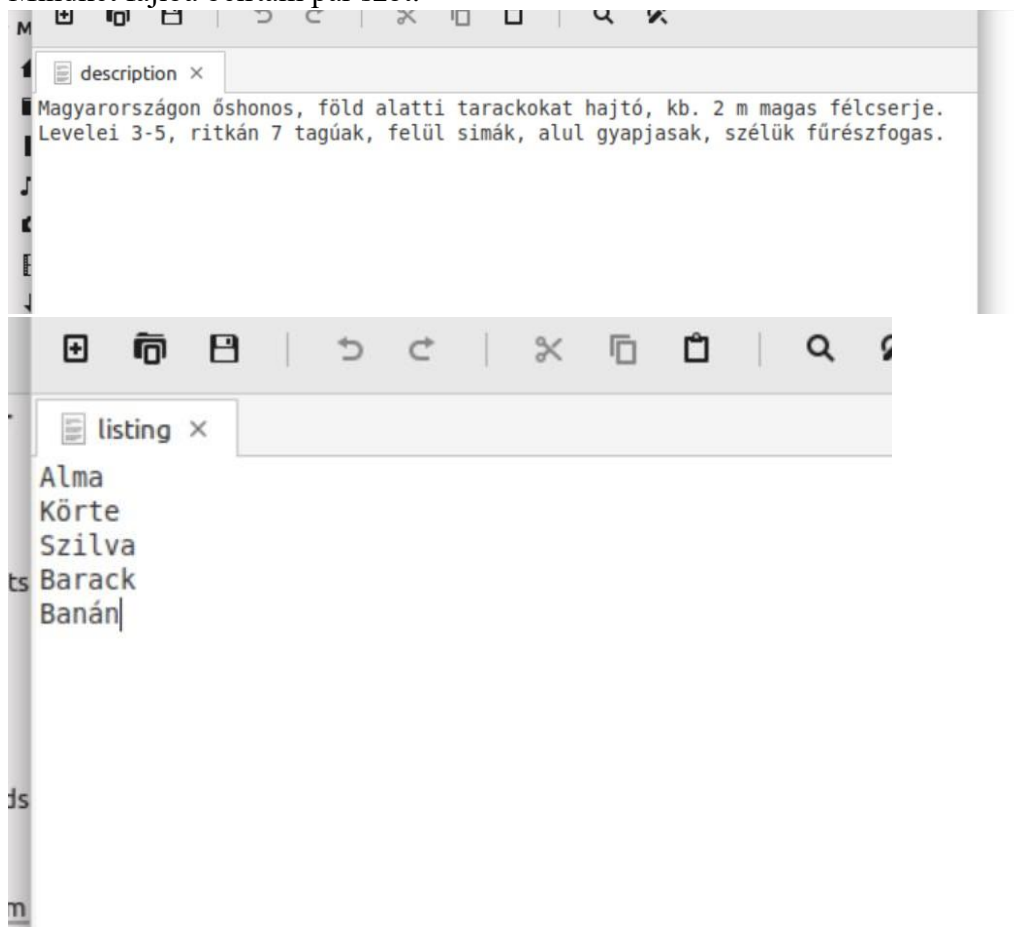 description ×
Magyarországon őshonos, föld alatti tarackokat hajtó, kb. 2 m magas félcserje.
Levelei 3-5, ritkán 7 tagúak, felül simák, alul gyapjasak, szélük fűrészfogas.
listing ×
Alma
Körte
Szilva
Barack
Banán